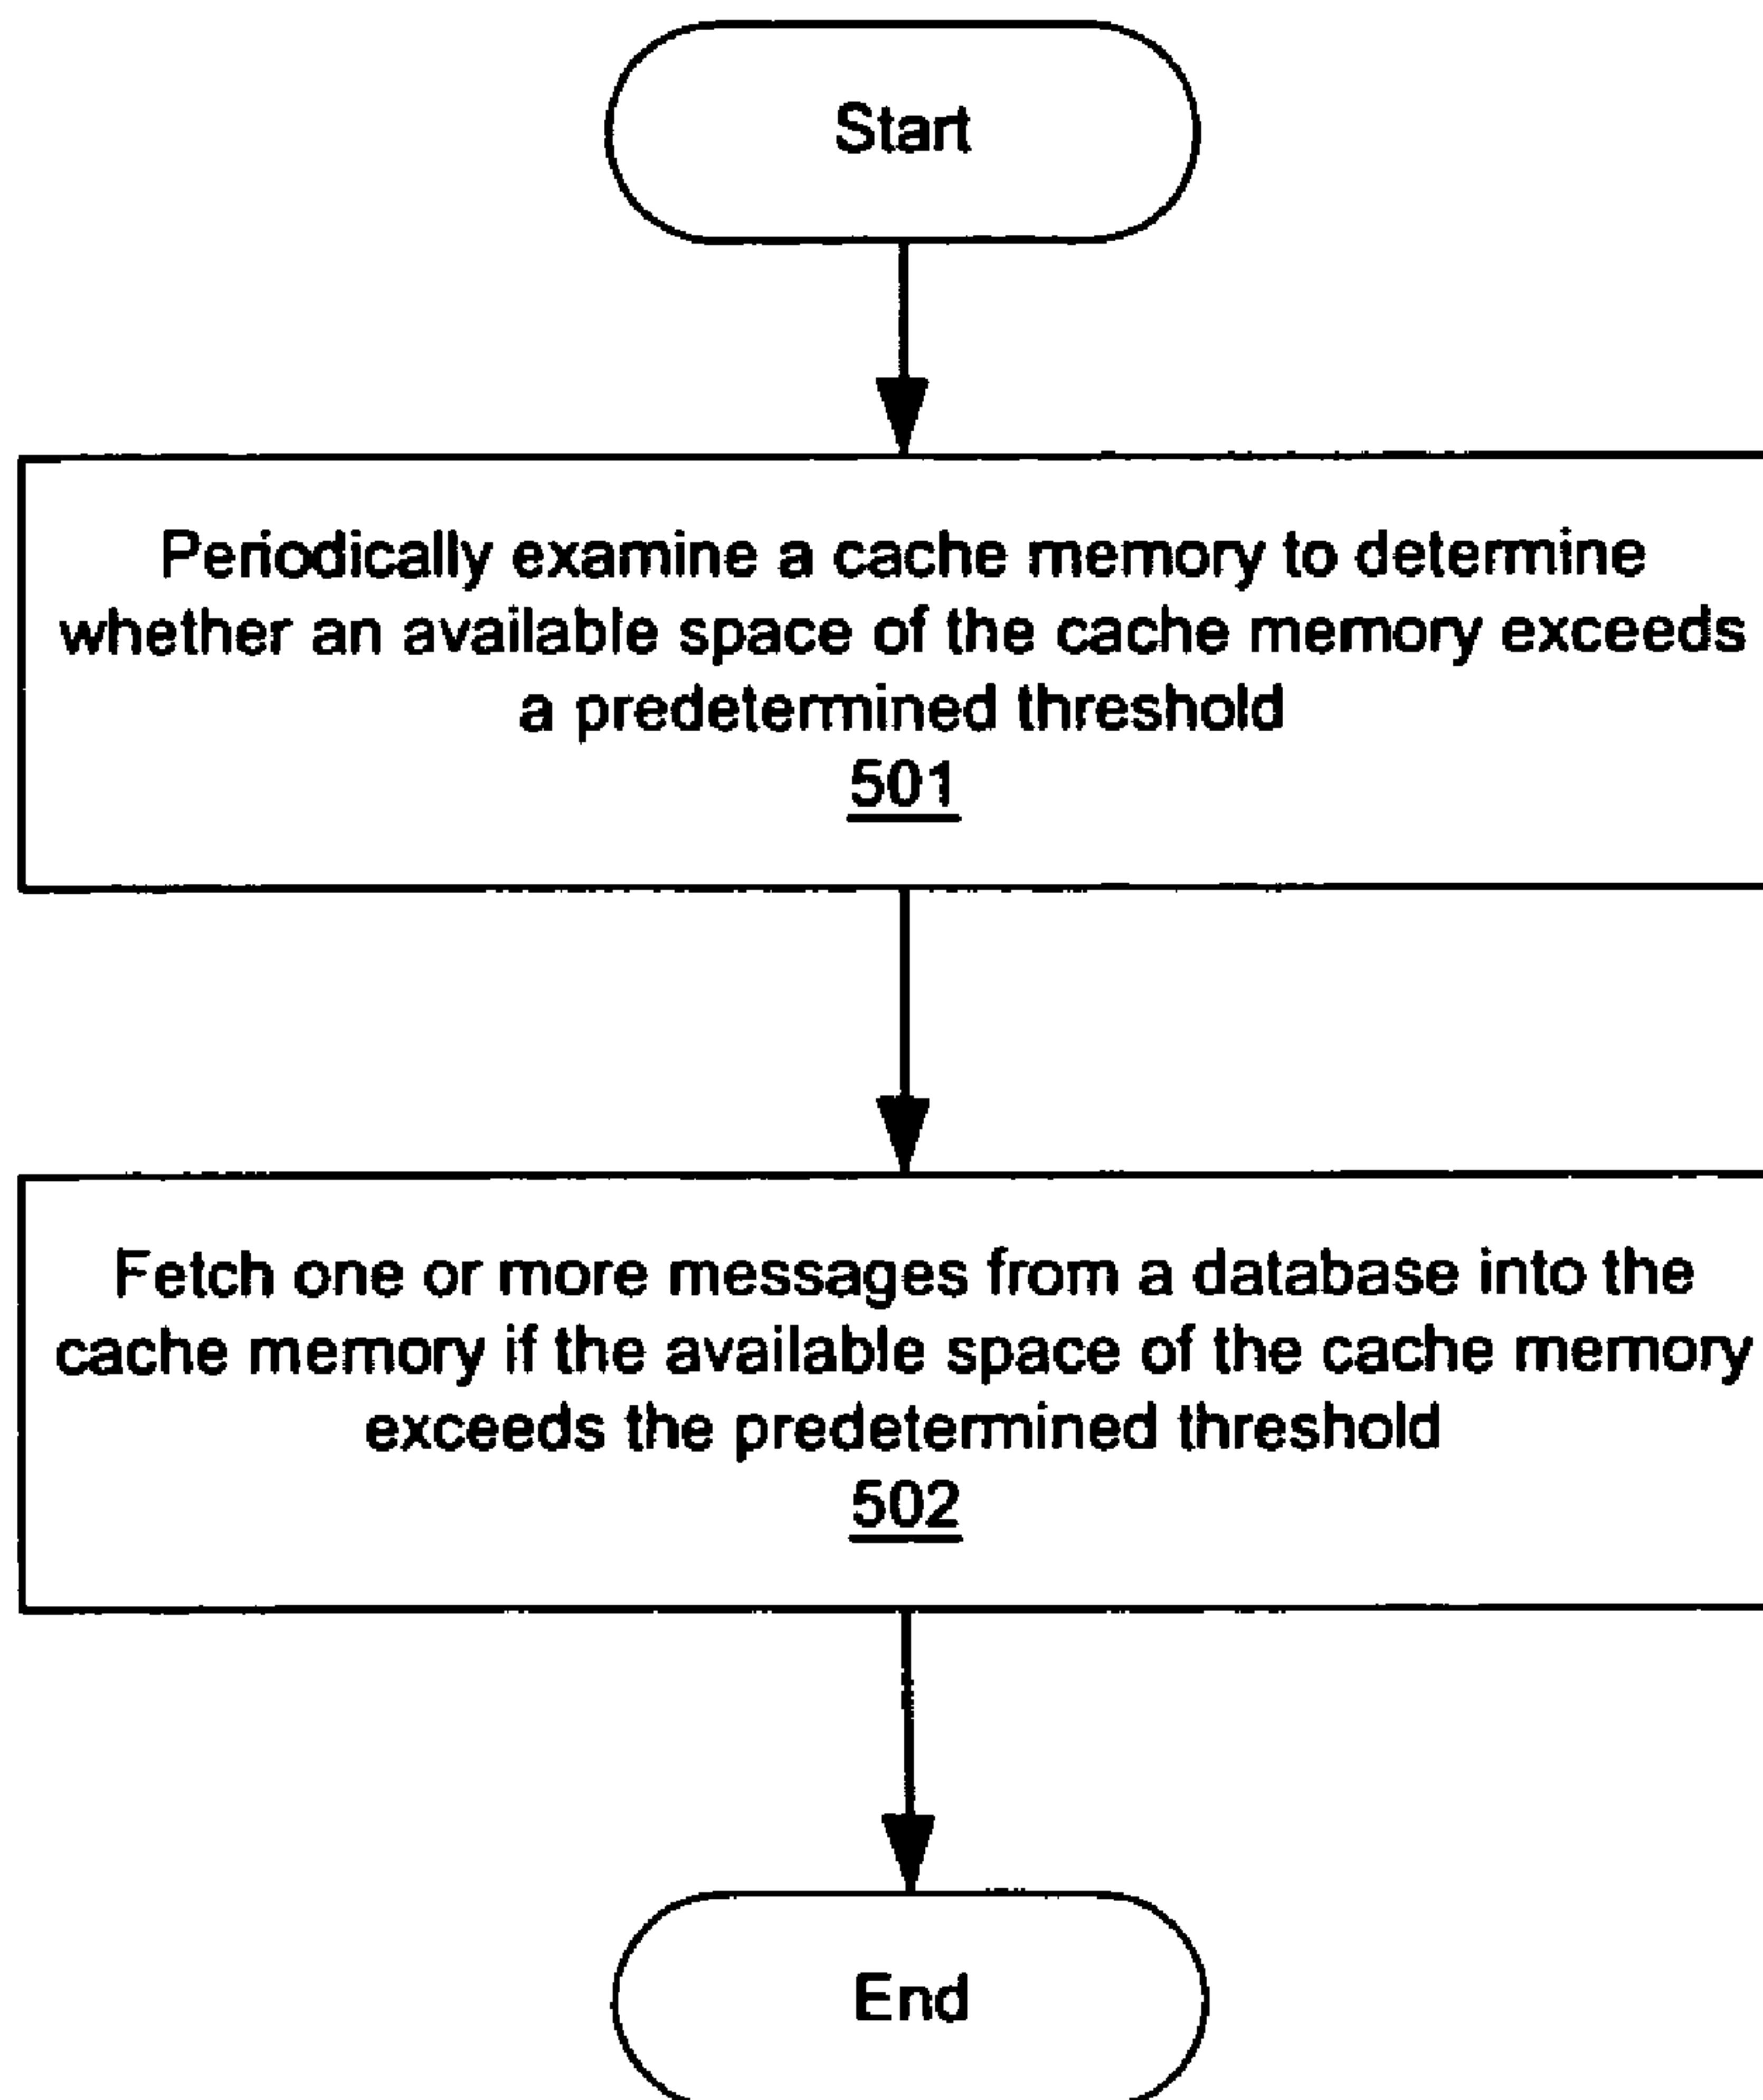 Start
Periodically examine a cache memory to determine
whether an available space of the cache memory exceeds
a predetermined threshold
501
Fetch one or more messages from a database into the
cache memory if the available space of the cache memory
exceeds the predetermined threshold
502
End